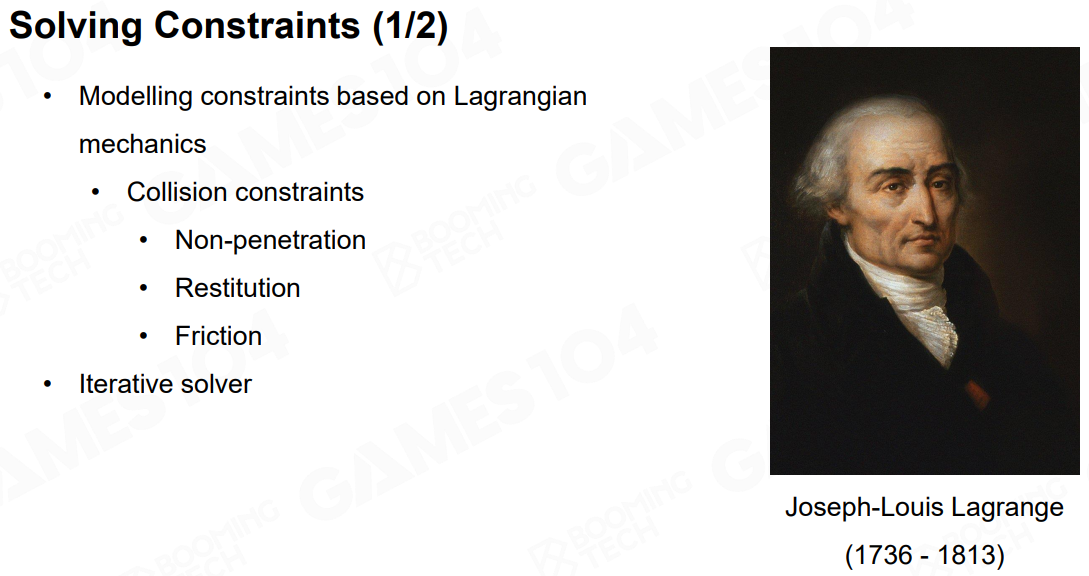 Solving Constraints (1/2)
• Modelling constraints based on Lagrangian
mechanics
• Collision constraints
• Non-penetration
• Restitution
• Friction
• Iterative solver
Joseph-Louis Lagrange
(1736 - 1813)
GAMES104
BOOMING
TECH